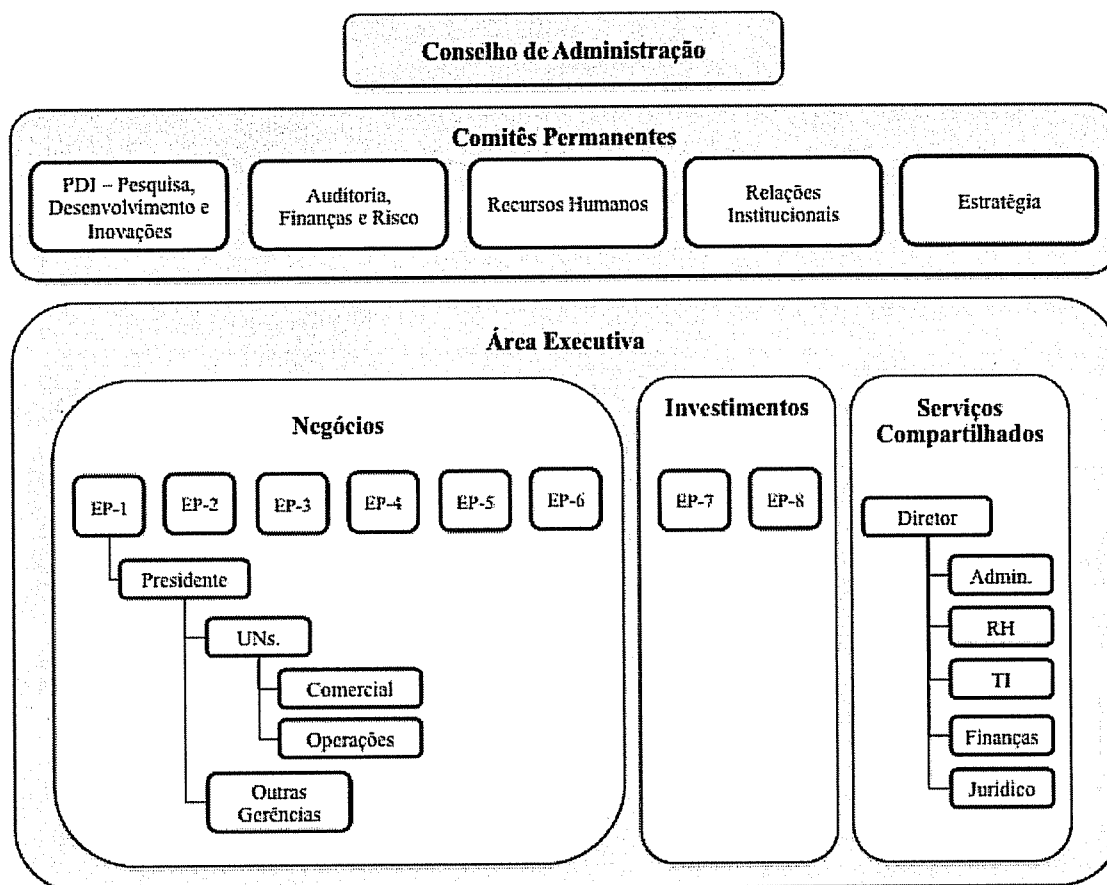 Conselho de Administração
Comitês Permanentes
PDI – Pesquisa,
Desenvolvimento e
Inovações
Auditoria,
Finanças e Risco
Recursos Humanos
Relações
Institucionais
Estratégia
Área Executiva
Negócios
EP-1
EP-2
EP-3
EP-4
EP-5
EP-6
Presidente
UNs.
Comercial
Operações
Outras
Gerências
Investimentos
EP-7
EP-8
Serviços
Compartilhados
Diretor
Admin.
RH
TI
Finanças
Jurídico